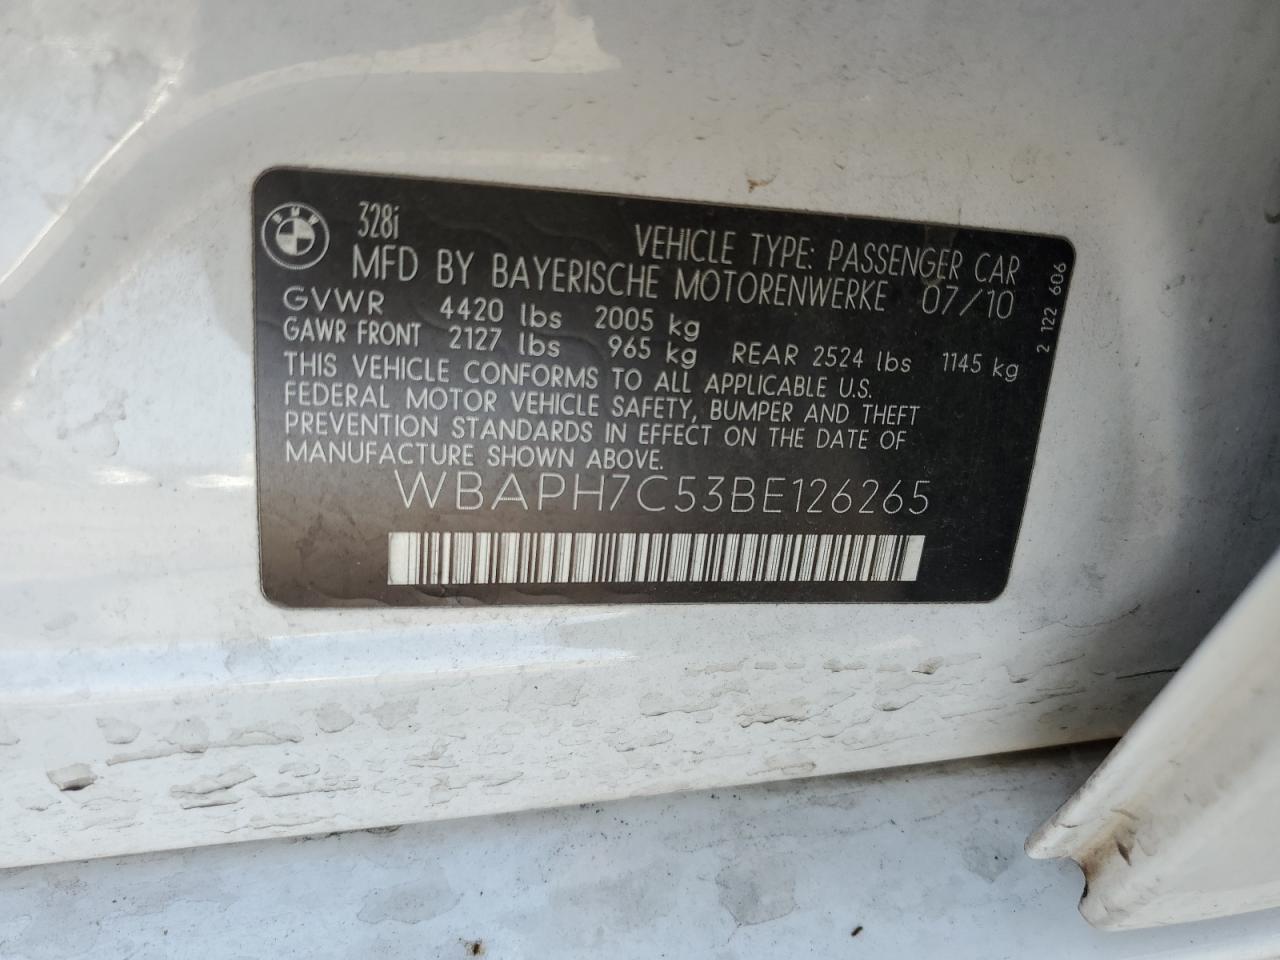 BMW
328i
VEHICLE TYPE: PASSENGER CAR
MFD BY BAYERISCHE MOTORENWERKE 07/10
GVWR 4420 lbs 2005 kg
GAWR FRONT 2127 lbs 965 kg REAR 2524 lbs 1145 kg
THIS VEHICLE CONFORMS TO ALL APPLICABLE U.S.
FEDERAL MOTOR VEHICLE SAFETY, BUMPER AND THEFT
PREVENTION STANDARDS IN EFFECT ON THE DATE OF
MANUFACTURE SHOWN ABOVE.
WBAPH7C53BE126265
2 122 606